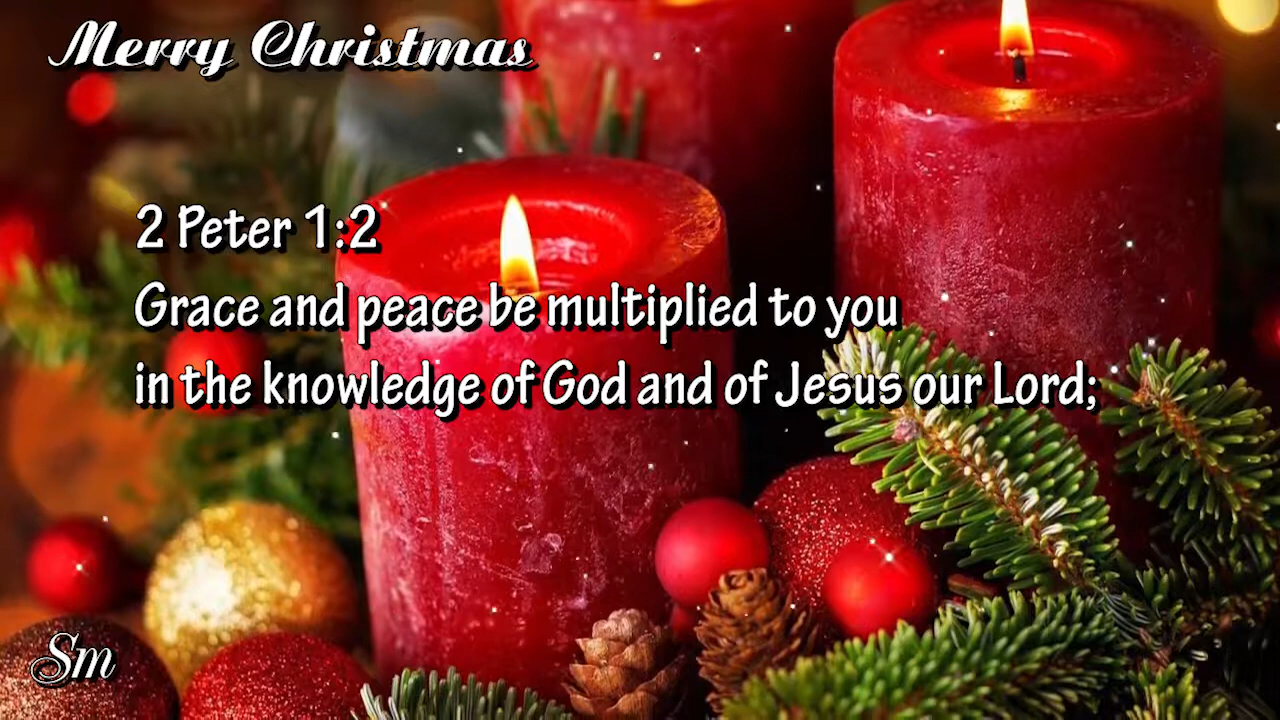 Merry Christmas
2 Peter 1:2
Grace and peace be multiplied to you
in the knowledge of God and of Jesus our Lord;
Sm